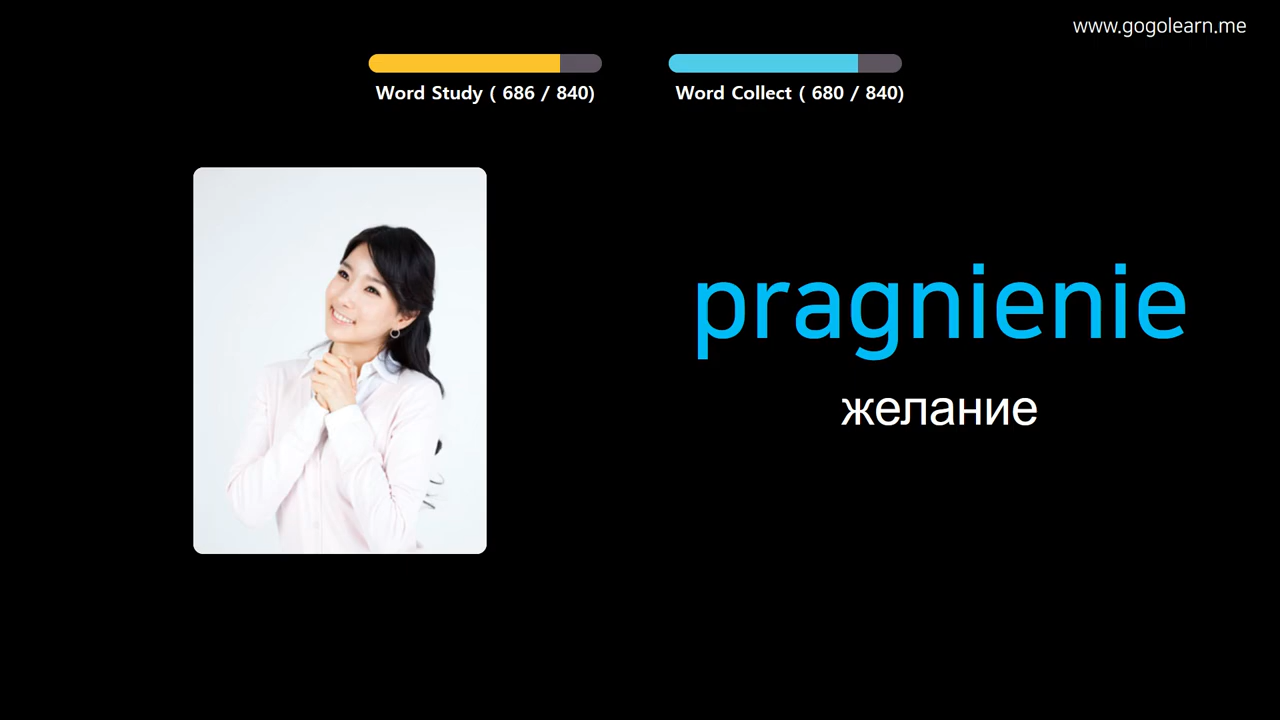 www.gogolearn.me
Word Study ( 686 / 840)
Word Collect ( 680 / 840)
pragnienie
желание